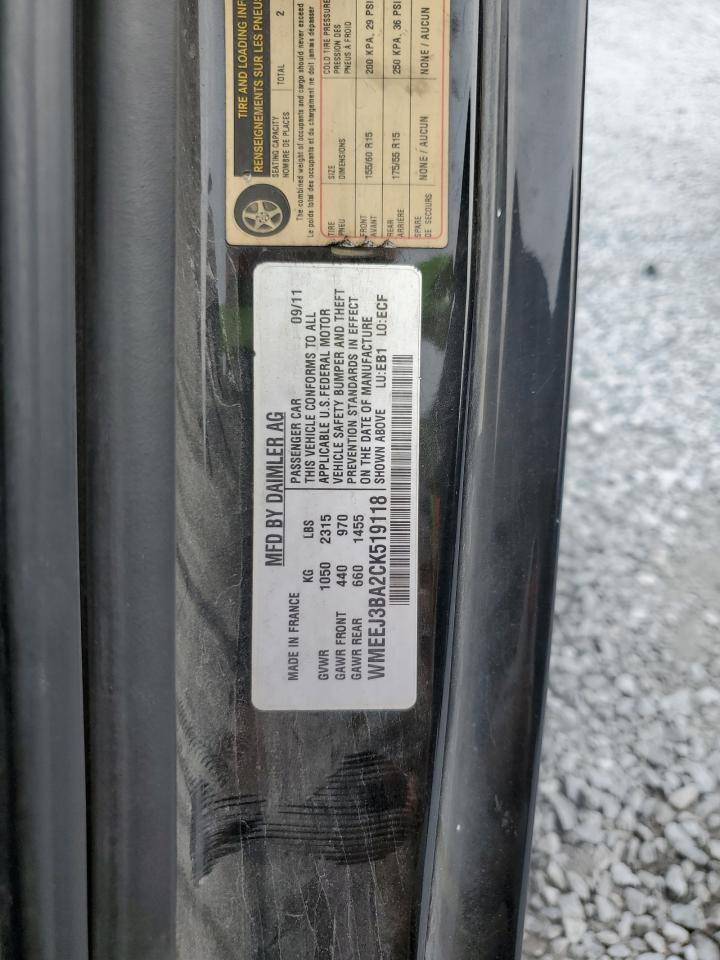 TIRE AND LOADING INF
RENSEIGNEMENTS SUR LES PNEUS
SEATING CAPACITY
NOMBRE DE PLACES
TOTAL 2
The combined weight of occupants and cargo should never exceed
Le poids total des occupants et du chargement ne doit jamais dépasser
TIRE SIZE COLD TIRE PRESSURE
PNEU DIMENSIONS PRESSION DES
PNEUS A FROID
FRONT
AVANT 155/60 R15 200 KPA, 29 PSI
REAR
ARRIÈRE 175/55 R15 250 KPA, 36 PSI
SPARE
DE SECOURS NONE / AUCUN NONE / AUCUN
MFD BY DAIMLER AG
MADE IN FRANCE PASSENGER CAR 09/11
KG LBS THIS VEHICLE CONFORMS TO ALL
GVWR 1050 2315 APPLICABLE U.S. FEDERAL MOTOR
GAWR FRONT 440 970 VEHICLE SAFETY BUMPER AND THEFT
GAWR REAR 660 1455 PREVENTION STANDARDS IN EFFECT
ON THE DATE OF MANUFACTURE
WMEEJ3BA2CK519118 SHOWN ABOVE LU:EB1 LO:ECF